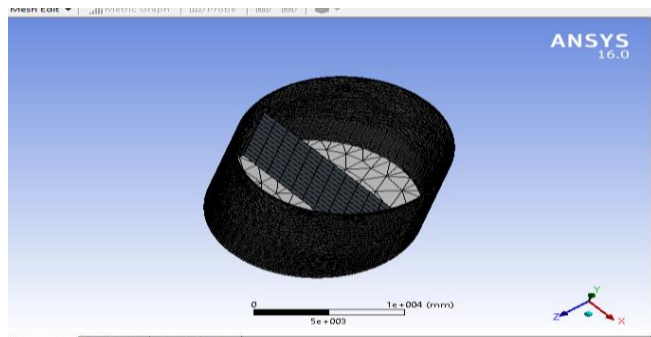 Mesh Edit Metric Graph Probe
ANSYS
16.0
0 1e+004 (mm)
5e+003
Y
Z X